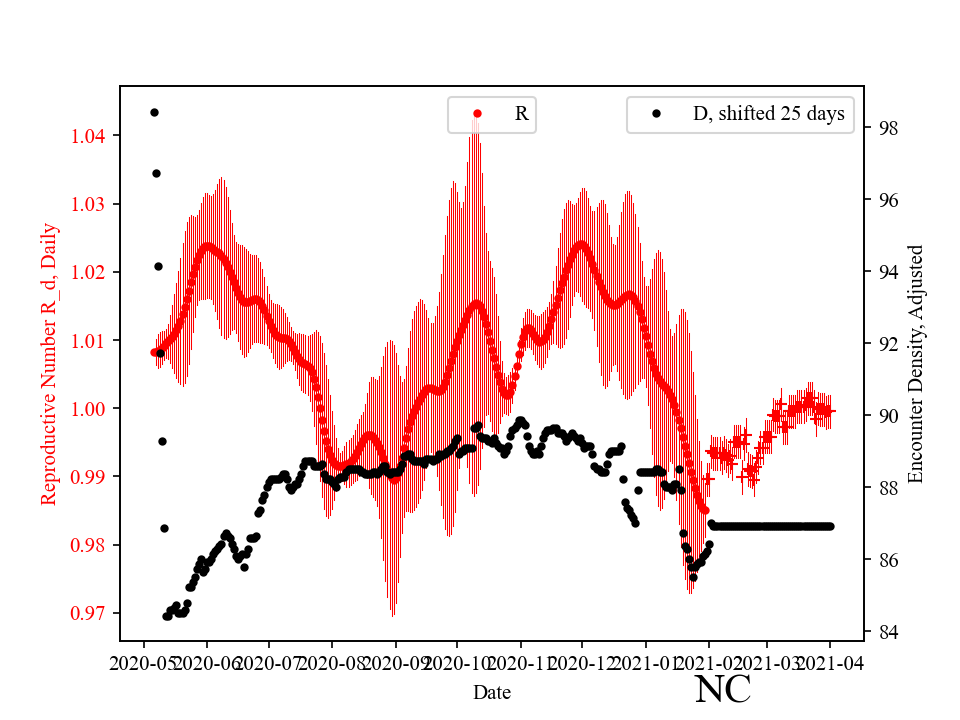 R
D, shifted 25 days
Reproductive Number R_d, Daily
1.04
1.03
1.02
1.01
1.00
0.99
0.98
0.97
98
96
94
92
90
88
86
84
Encounter Density, Adjusted
2020-05 2020-06 2020-07 2020-08 2020-09 2020-10 2020-11 2020-12 2021-01 2021-02 2021-03 2021-04
Date
NC